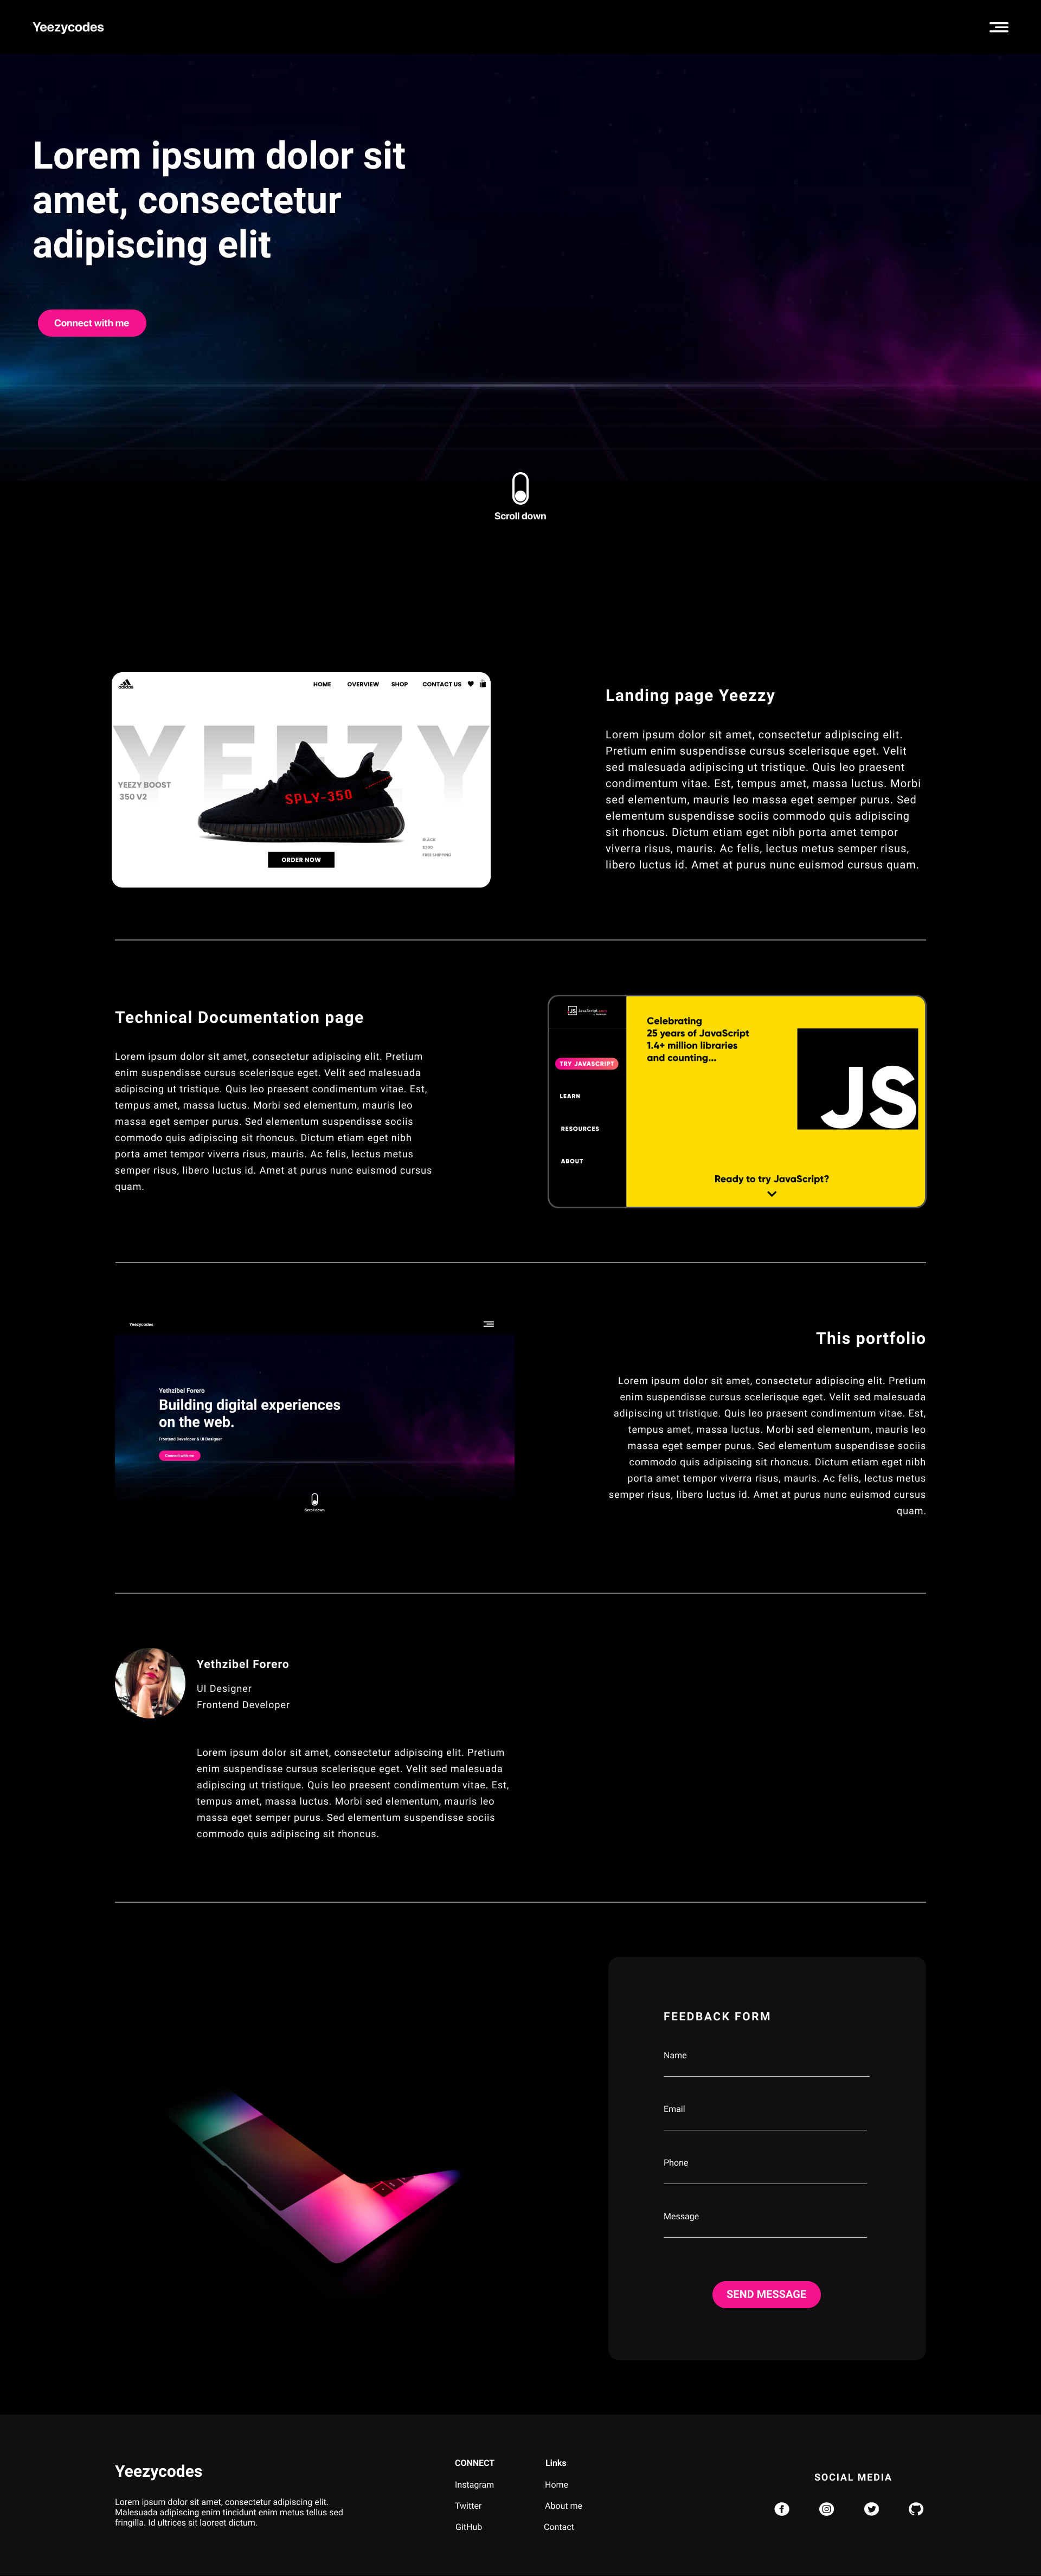 Yeezycodes
Lorem ipsum dolor sit
amet, consectetur
adipiscing elit
Connect with me
Scroll down
adidas
HOME OVERVIEW SHOP CONTACT US
YEEZY
YEEZY BOOST
350 V2
SPLY-350
BLACK
$350
FREE SHIPPING
ORDER NOW
Landing page Yeezzy
Lorem ipsum dolor sit amet, consectetur adipiscing elit.
Pretium enim suspendisse cursus scelerisque eget. Velit
sed malesuada adipiscing ut tristique. Quis leo praesent
condimentum vitae. Est, tempus amet, massa luctus. Morbi
sed elementum, mauris leo massa eget semper purus. Sed
elementum suspendisse sociis commodo quis adipiscing
sit rhoncus. Dictum etiam eget nibh porta amet tempor
viverra risus, mauris. Ac felis, lectus metus semper risus,
libero luctus id. Amet at purus nunc euismod cursus quam.
Technical Documentation page
Lorem ipsum dolor sit amet, consectetur adipiscing elit. Pretium
enim suspendisse cursus scelerisque eget. Velit sed malesuada
adipiscing ut tristique. Quis leo praesent condimentum vitae. Est,
tempus amet, massa luctus. Morbi sed elementum, mauris leo
massa eget semper purus. Sed elementum suspendisse sociis
commodo quis adipiscing sit rhoncus. Dictum etiam eget nibh
porta amet tempor viverra risus, mauris. Ac felis, lectus metus
semper risus, libero luctus id. Amet at purus nunc euismod cursus
quam.
JS JavaScript
TRY JAVASCRIPT
LEARN
RESOURCES
ABOUT
Celebrating
25 years of JavaScript
1.4+ million libraries
and counting...
JS
Ready to try JavaScript?
Yeezycodes
Yethzibel Forero
Building digital experiences
on the web.
Frontend Developer & UI Designer
Connect with me
Scroll down
This portfolio
Lorem ipsum dolor sit amet, consectetur adipiscing elit. Pretium
enim suspendisse cursus scelerisque eget. Velit sed malesuada
adipiscing ut tristique. Quis leo praesent condimentum vitae. Est,
tempus amet, massa luctus. Morbi sed elementum, mauris leo
massa eget semper purus. Sed elementum suspendisse sociis
commodo quis adipiscing sit rhoncus. Dictum etiam eget nibh
porta amet tempor viverra risus, mauris. Ac felis, lectus metus
semper risus, libero luctus id. Amet at purus nunc euismod cursus
quam.
Yethzibel Forero
UI Designer
Frontend Developer
Lorem ipsum dolor sit amet, consectetur adipiscing elit. Pretium
enim suspendisse cursus scelerisque eget. Velit sed malesuada
adipiscing ut tristique. Quis leo praesent condimentum vitae. Est,
tempus amet, massa luctus. Morbi sed elementum, mauris leo
massa eget semper purus. Sed elementum suspendisse sociis
commodo quis adipiscing sit rhoncus.
FEEDBACK FORM
Name
Email
Phone
Message
SEND MESSAGE
Yeezycodes
Lorem ipsum dolor sit amet, consectetur adipiscing elit.
Malesuada adipiscing enim tincidunt enim metus tellus sed
fringilla. Id ultrices sit laoreet dictum.
CONNECT
Instagram
Twitter
GitHub
Links
Home
About me
Contact
SOCIAL MEDIA